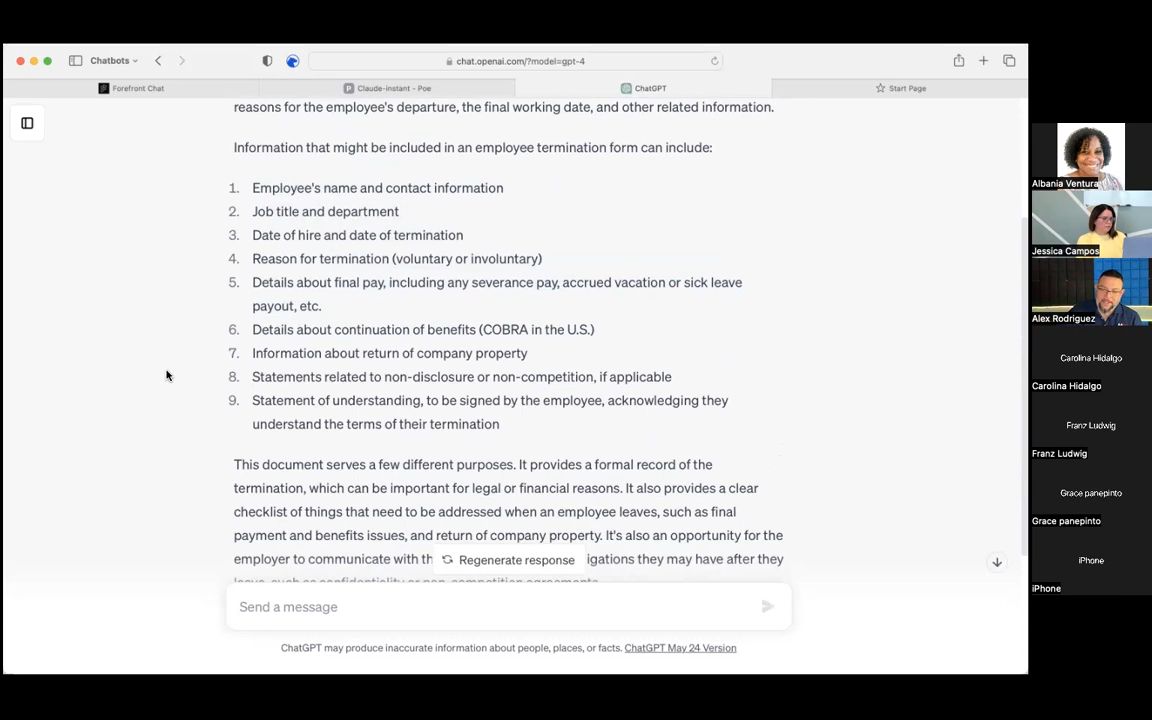 Chatbots
chat.openai.com/?model=gpt-4
Forefront Chat
Claude-instant - Poe
ChatGPT
Start Page
reasons for the employee's departure, the final working date, and other related information.
Information that might be included in an employee termination form can include:
1. Employee's name and contact information
2. Job title and department
3. Date of hire and date of termination
4. Reason for termination (voluntary or involuntary)
5. Details about final pay, including any severance pay, accrued vacation or sick leave
payout, etc.
6. Details about continuation of benefits (COBRA in the U.S.)
7. Information about return of company property
8. Statements related to non-disclosure or non-competition, if applicable
9. Statement of understanding, to be signed by the employee, acknowledging they
understand the terms of their termination
This document serves a few different purposes. It provides a formal record of the
termination, which can be important for legal or financial reasons. It also provides a clear
checklist of things that need to be addressed when an employee leaves, such as final
payment and benefits issues, and return of company property. It's also an opportunity for the
employer to communicate with th
Regenerate response
igations they may have after they
leave, such as confidentiality or non-competition agreements.
Send a message
ChatGPT may produce inaccurate information about people, places, or facts. ChatGPT May 24 Version
Albania Ventura
Jessica Campos
Alex Rodriguez
Carolina Hidalgo
Carolina Hidalgo
Franz Ludwig
Franz Ludwig
Grace panepinto
Grace panepinto
iPhone
iPhone